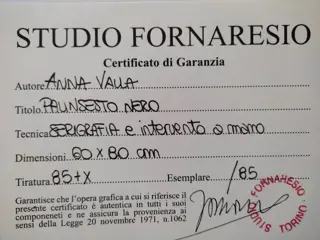 STUDIO FORNARESIO
Certificato di Garanzia
Autore ANNA VALLA
Titolo: PALINSESTO NERO
Tecnica SERIGRAFIA e intervento a mano
Dimensioni: 60 x 80 cm
Tiratura: 85+X Esemplare /85
Garantisce che l'opera grafica a cui si riferisce il
presente certificato è autentica in tutti i suoi
componeneti e ne assicura la provenienza ai
sensi della Legge 20 novembre 1971, n.1062
STUDIO FORNARESIO TORINO